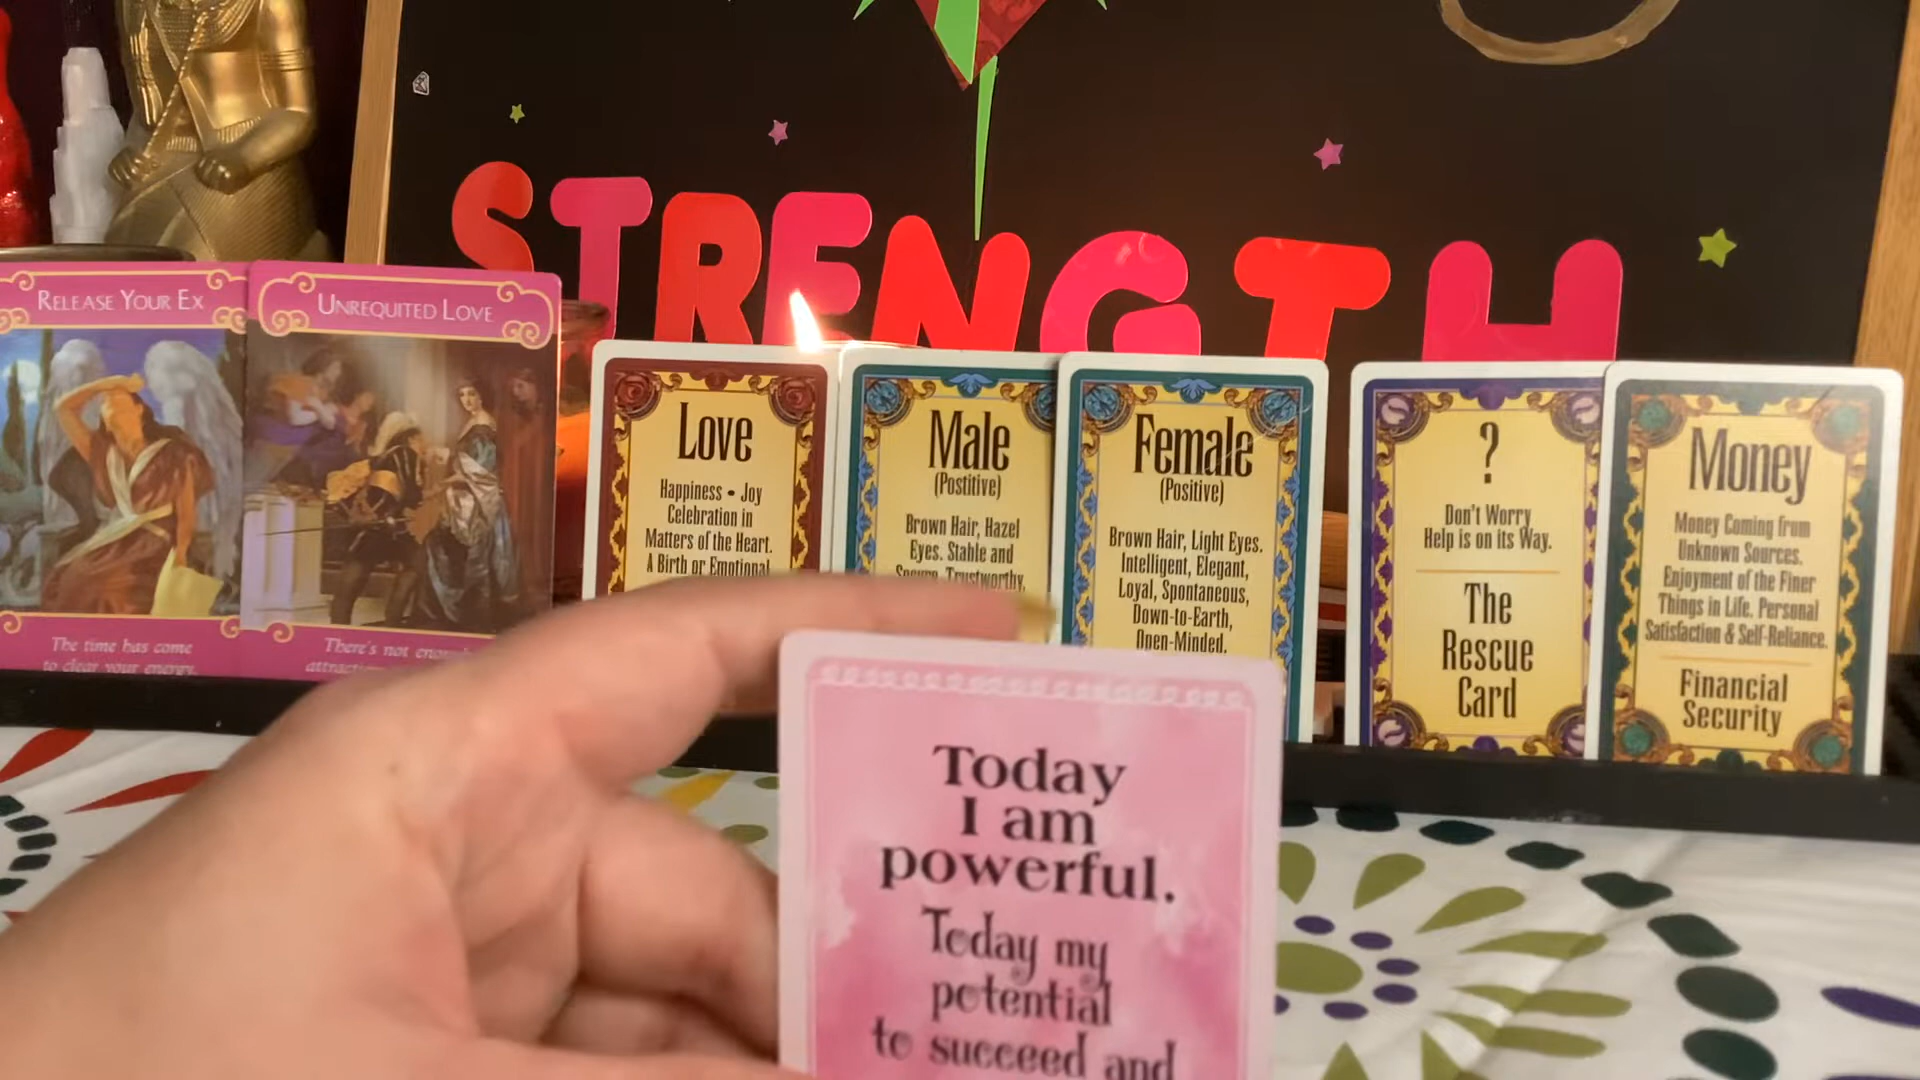 STRENGTH
RELEASE YOUR EX
The time has come
to clear your energy.
UNREQUITED LOVE
There's not enough
Love
Happiness • Joy
Celebration in
Matters of the Heart.
A Birth or Emotional
Male
(Postitive)
Brown Hair, Hazel
Eyes. Stable and
Secure, Trustworthy,
Female
(Positive)
Brown Hair, Light Eyes.
Intelligent, Elegant,
Loyal, Spontaneous,
Down-to-Earth,
Open-Minded.
?
Don't Worry
Help is on its Way.
The
Rescue
Card
Money
Money Coming from
Unknown Sources.
Enjoyment of the Finer
Things in Life. Personal
Satisfaction & Self-Reliance.
Financial
Security
Today
I am
powerful.
Today my
potential
to succeed and